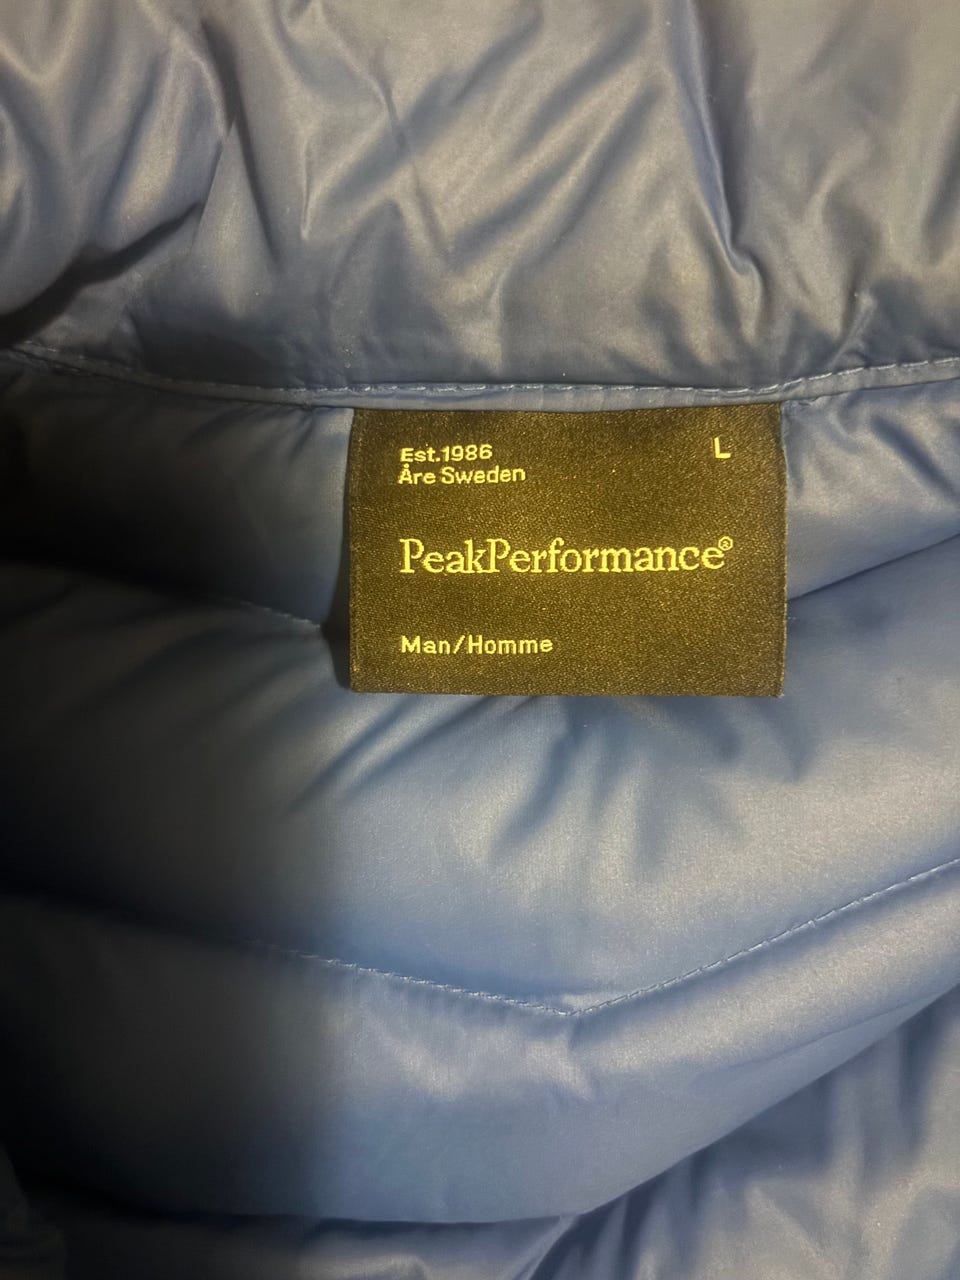 Est.1986
Åre Sweden
L
PeakPerformance®
Man/Homme